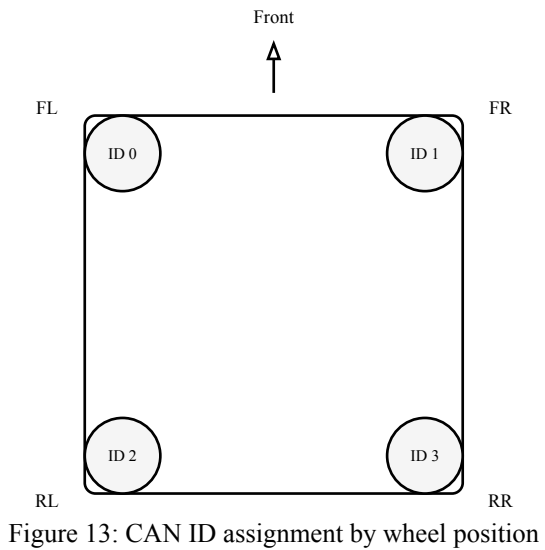 Front
FL
FR
ID 0
ID 1
ID 2
ID 3
RL
RR
Figure 13: CAN ID assignment by wheel position